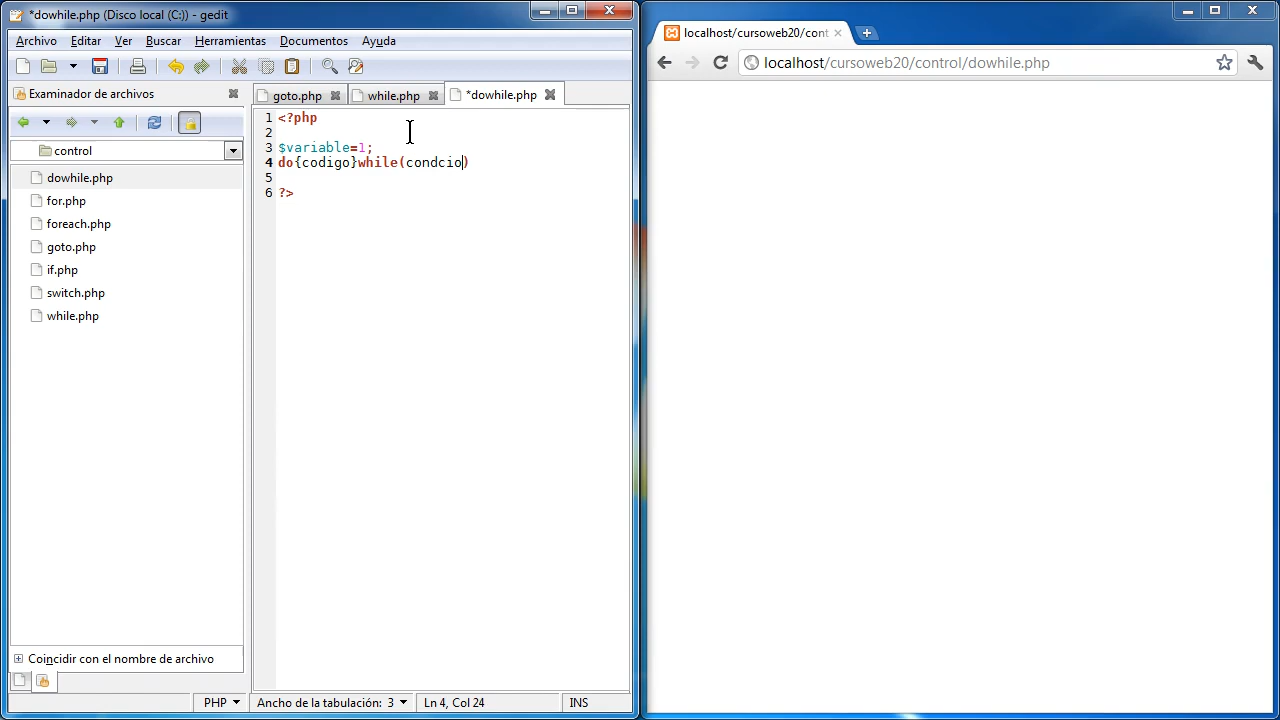 *dowhile.php (Disco local (C:)) - gedit
Archivo Editar Ver Buscar Herramientas Documentos Ayuda
Examinador de archivos
control
dowhile.php
for.php
foreach.php
goto.php
if.php
switch.php
while.php
Coincidir con el nombre de archivo
goto.php while.php *dowhile.php
1 <?php
2
3 $variable=1;
4 do{codigo}while(condcio)
5
6 ?>
PHP Ancho de la tabulación: 3 Ln 4, Col 24 INS
localhost/cursoweb20/cont
localhost/cursoweb20/control/dowhile.php